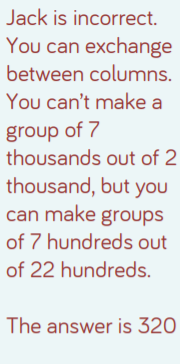 Jack is incorrect.
You can exchange
between columns.
You can’t make a
group of 7
thousands out of 2
thousand, but you
can make groups
of 7 hundreds out
of 22 hundreds.

The answer is 320